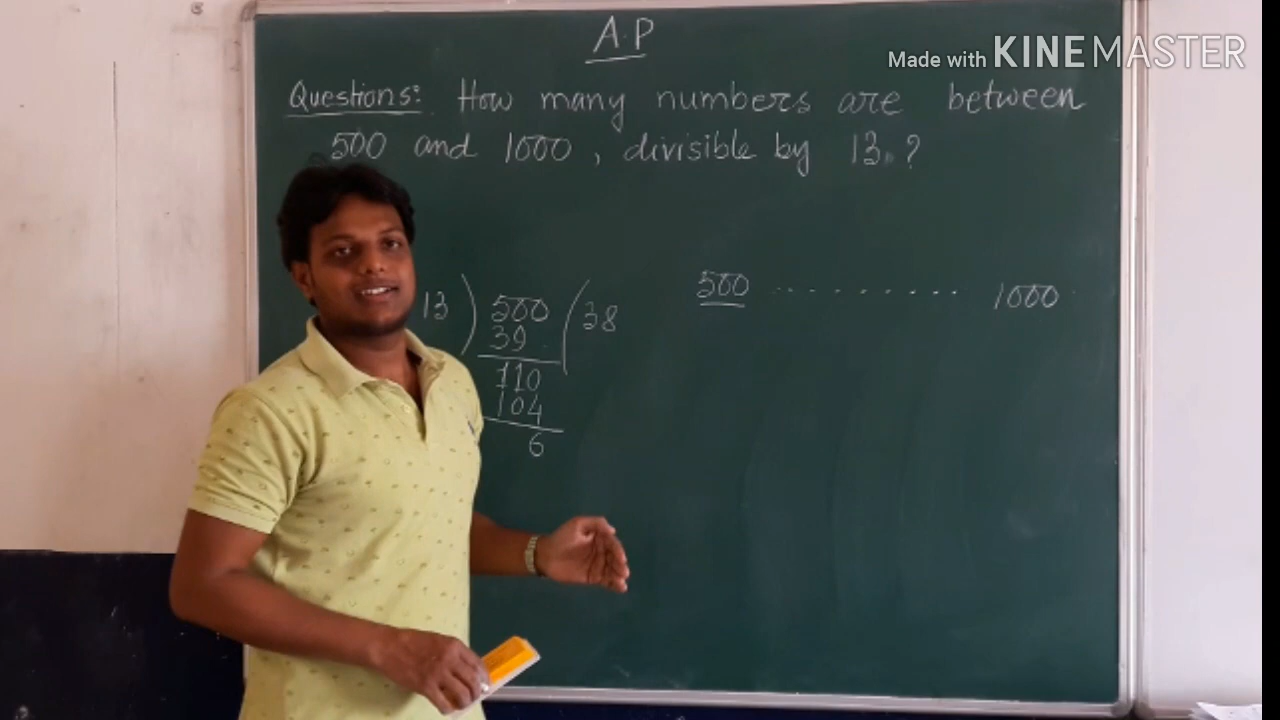 A.P
Made with KINEMASTER
Questions: How many numbers are between
500 and 1000, divisible by 13. ?
500 .......... 1000
13 ) 500 ( 38
39
110
104
6